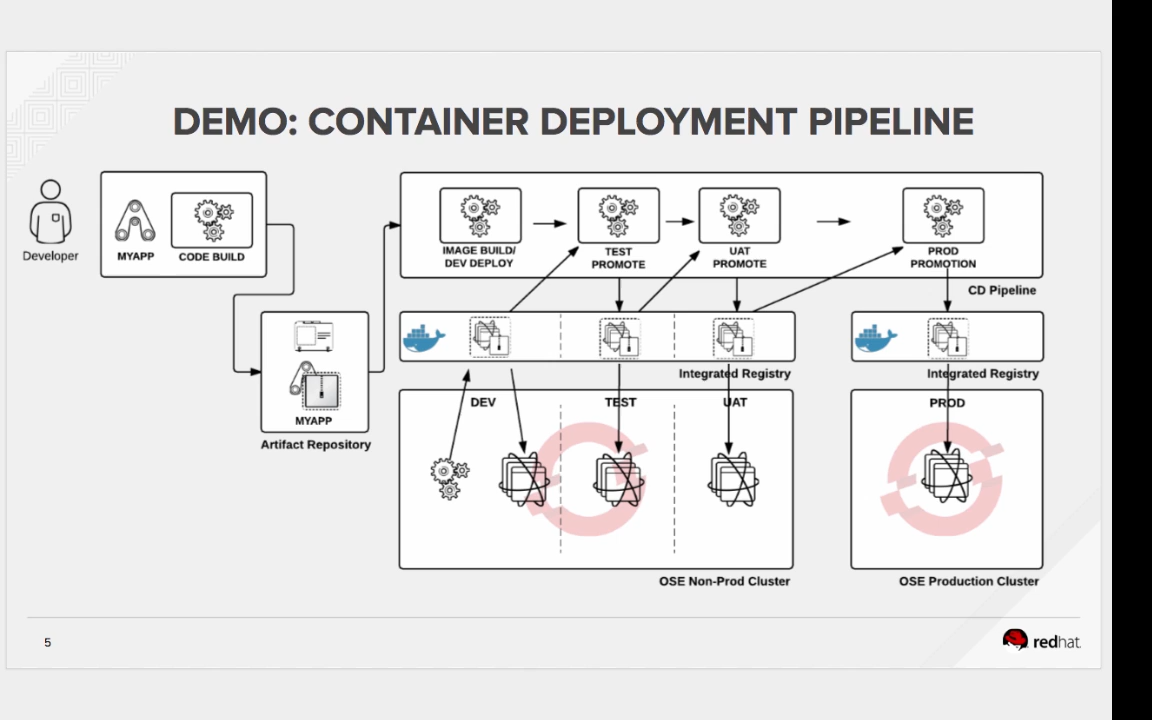 DEMO: CONTAINER DEPLOYMENT PIPELINE
Developer
MYAPP
CODE BUILD
IMAGE BUILD/
DEV DEPLOY
TEST
PROMOTE
UAT
PROMOTE
PROD
PROMOTION
CD Pipeline
Integrated Registry
Integrated Registry
MYAPP
Artifact Repository
DEV
TEST
UAT
PROD
OSE Non-Prod Cluster
OSE Production Cluster
5
redhat.